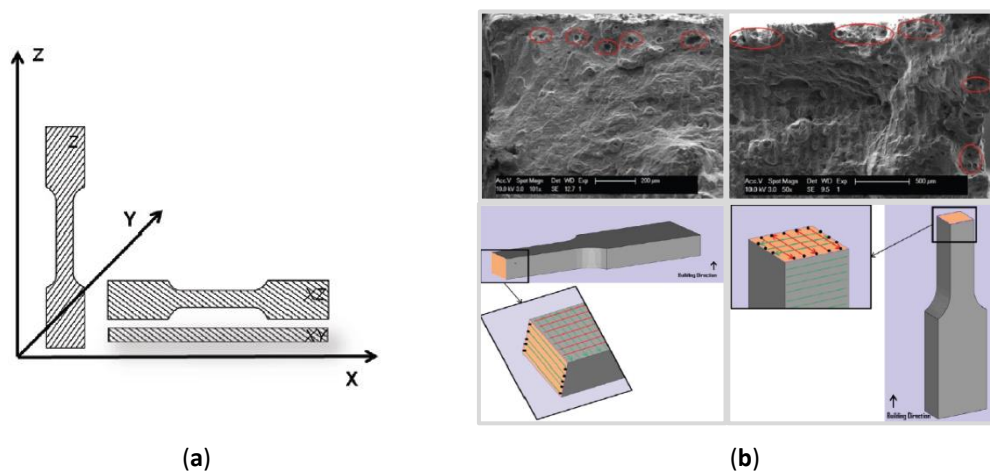 Z
Z
Y
XZ
XY
X
Acc.V Spot Magn Det WD Exp
10.0 kV 3.0 101x SE 12.7 1
200 µm
Acc.V Spot Magn Det WD Exp
10.0 kV 3.0 50x SE 9.5 1
500 µm
Building Direction
Building Direction
(a)
(b)